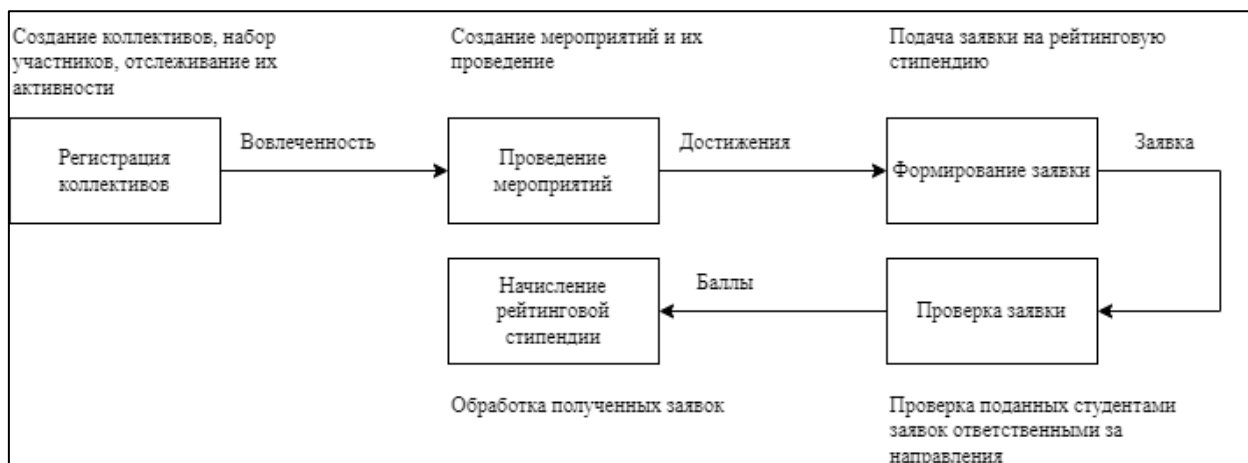 Создание коллективов, набор
участников, отслеживание их
активности
Создание мероприятий и их
проведение
Подача заявки на рейтинговую
стипендию
Регистрация
коллективов
Вовлеченность
Проведение
мероприятий
Достижения
Формирование заявки
Заявка
Начисление
рейтинговой
стипендии
Баллы
Проверка заявки
Обработка полученных заявок
Проверка поданных студентами
заявок ответственными за
направления